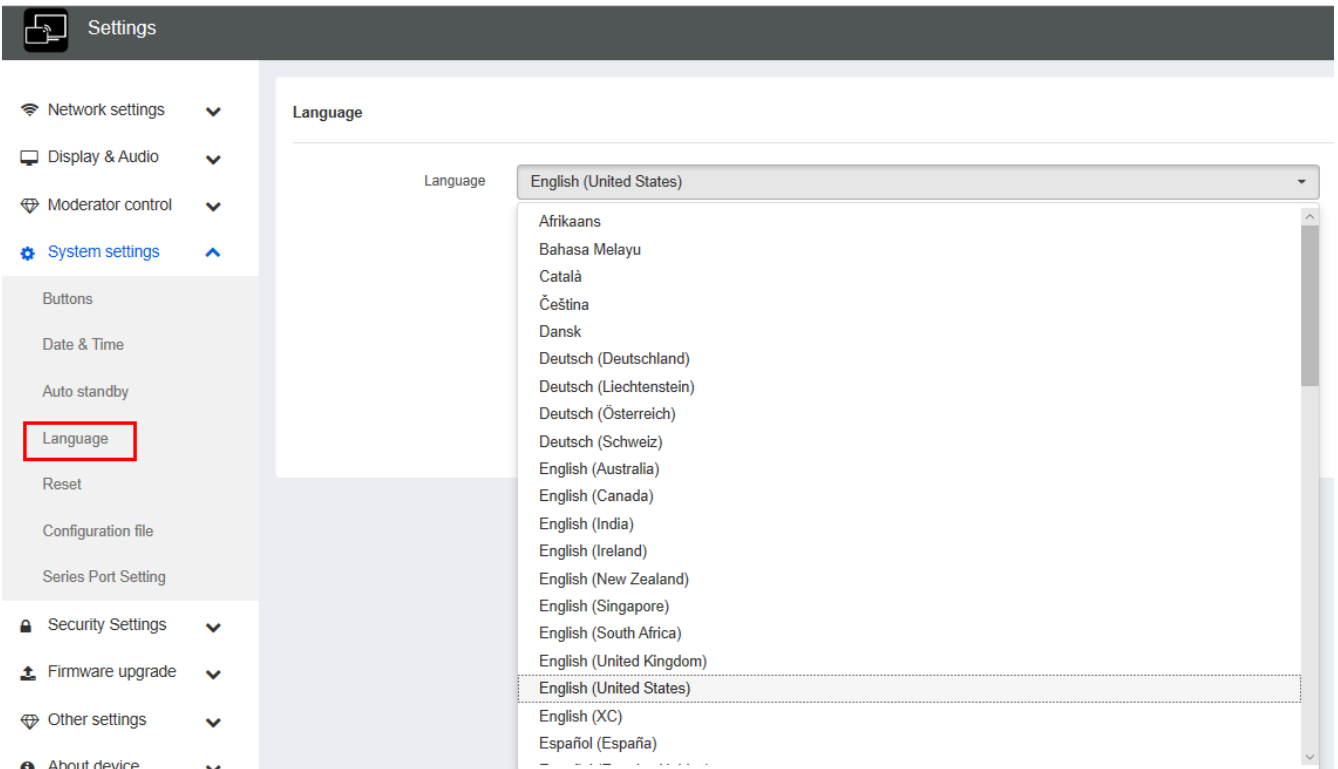 Settings
Network settings
Display & Audio
Moderator control
System settings
Buttons
Date & Time
Auto standby
Language
Reset
Configuration file
Series Port Setting
Security Settings
Firmware upgrade
Other settings
About device
Language
Language
English (United States)
Afrikaans
Bahasa Melayu
Català
Čeština
Dansk
Deutsch (Deutschland)
Deutsch (Liechtenstein)
Deutsch (Österreich)
Deutsch (Schweiz)
English (Australia)
English (Canada)
English (India)
English (Ireland)
English (New Zealand)
English (Singapore)
English (South Africa)
English (United Kingdom)
English (United States)
English (XC)
Español (España)